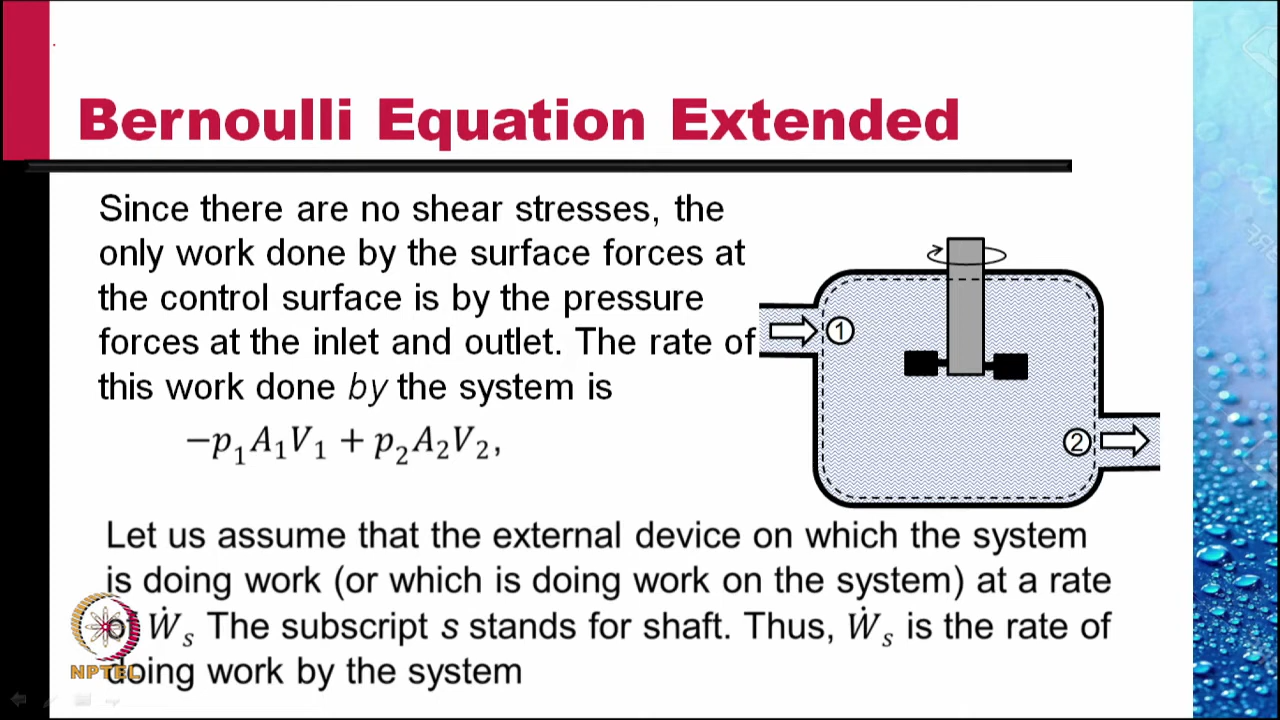 Bernoulli Equation Extended
Since there are no shear stresses, the
only work done by the surface forces at
the control surface is by the pressure
forces at the inlet and outlet. The rate of
this work done by the system is
−p₁A₁V₁ + p₂A₂V₂,
①
②
Let us assume that the external device on which the system
is doing work (or which is doing work on the system) at a rate
of Ẇₛ The subscript s stands for shaft. Thus, Ẇₛ is the rate of
doing work by the system
NPTEL